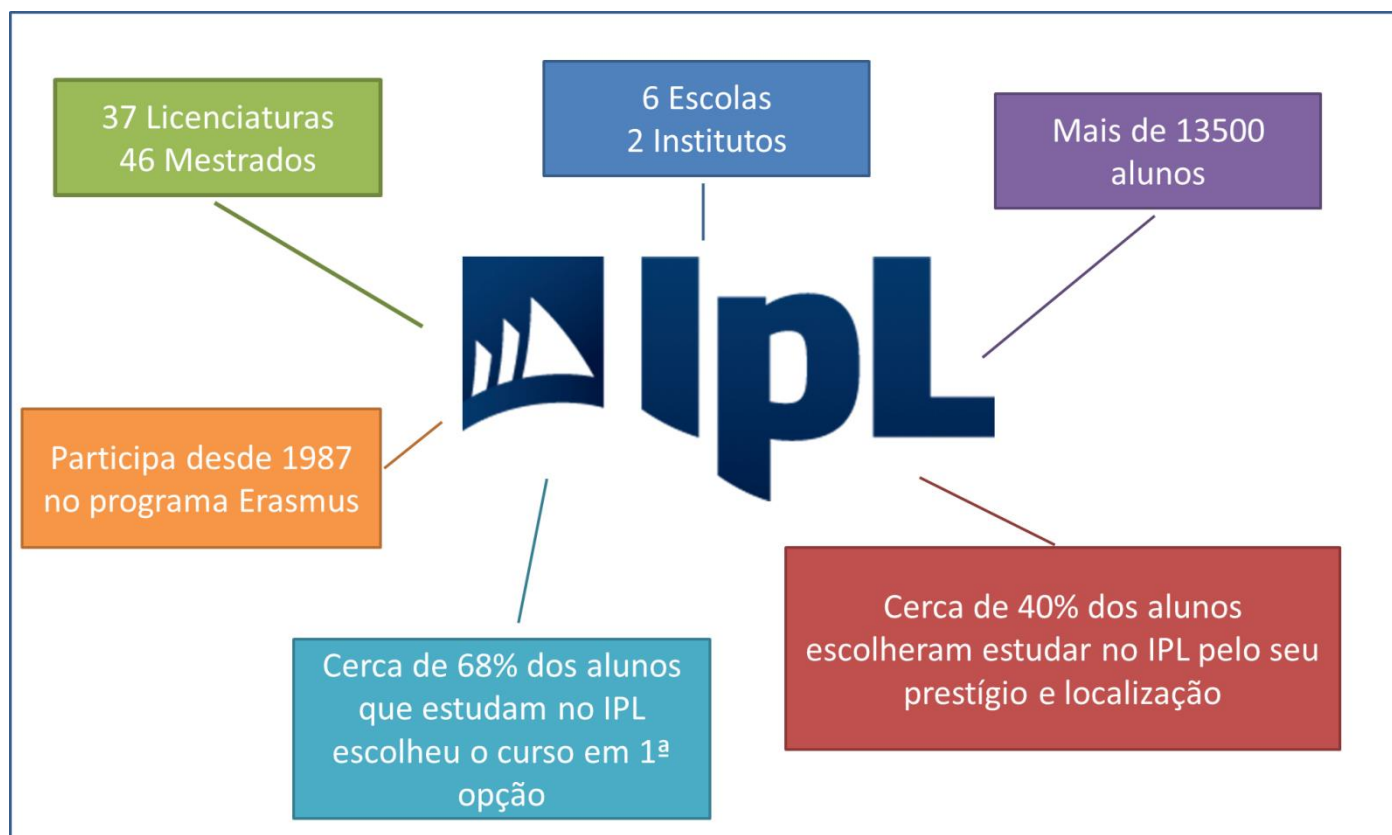 37 Licenciaturas
46 Mestrados
6 Escolas
2 Institutos
Mais de 13500
alunos
IpL
Participa desde 1987
no programa Erasmus
Cerca de 68% dos alunos
que estudam no IPL
escolheu o curso em 1ª
opção
Cerca de 40% dos alunos
escolheram estudar no IPL pelo seu
prestígio e localização